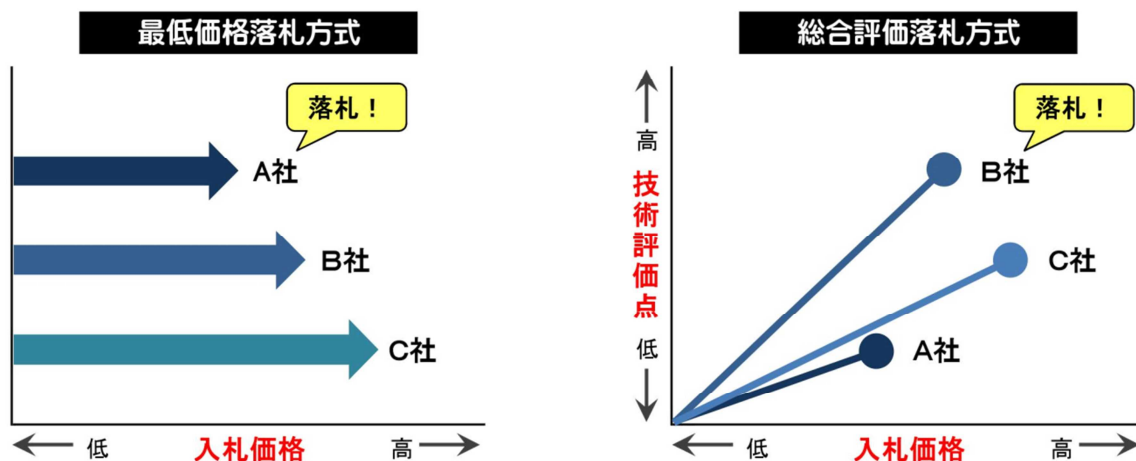 最低価格落札方式
落札！
A社
B社
C社
低
入札価格
高
総合評価落札方式
落札！
高
技術評価点
低
B社
C社
A社
低
入札価格
高